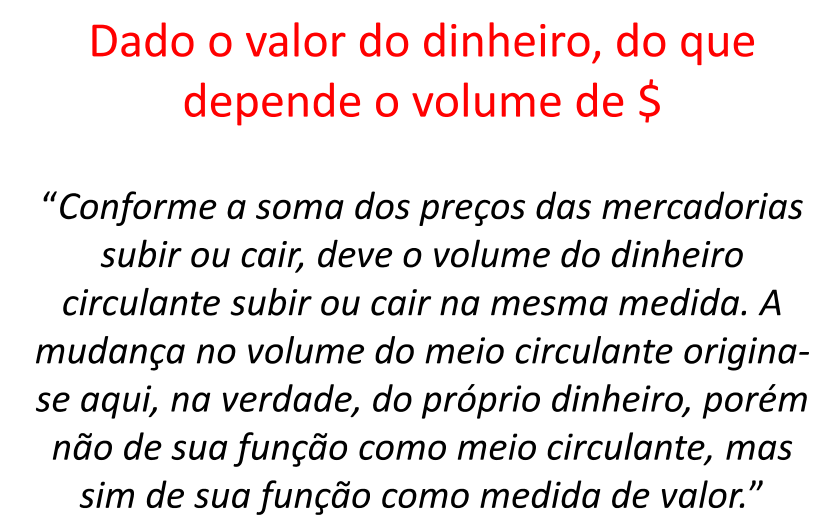 Dado o valor do dinheiro, do que
depende o volume de $
“Conforme a soma dos preços das mercadorias
subir ou cair, deve o volume do dinheiro
circulante subir ou cair na mesma medida. A
mudança no volume do meio circulante origina-
se aqui, na verdade, do próprio dinheiro, porém
não de sua função como meio circulante, mas
sim de sua função como medida de valor.”